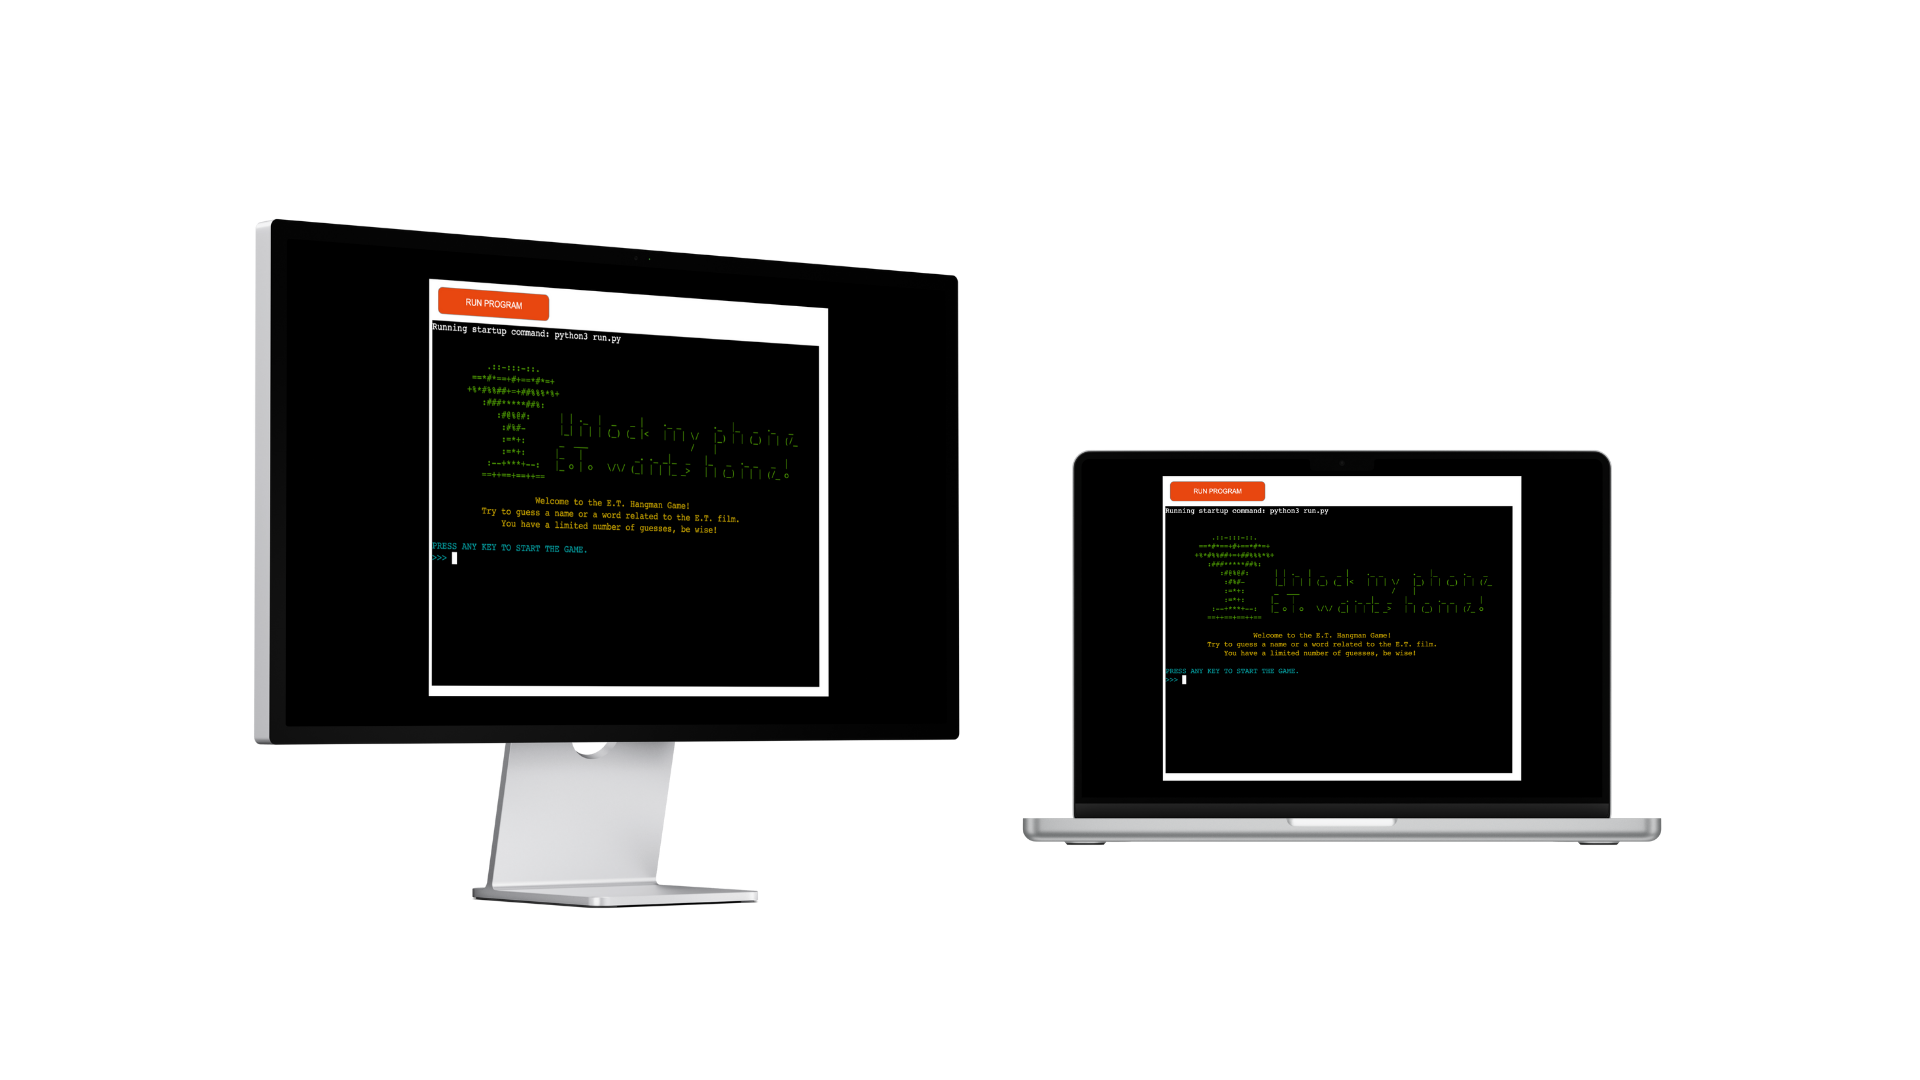 RUN PROGRAM
Running startup command: python3 run.py
.::-:::-::.
==*#*==+#+==*#*=+
+%*#%%##+=+##%%%*%+
:###*****##%:
:#@%@#:
:#%#-
:=*+:
:=*+:
:--+***+--:
==++==+==++==
Unlock my phone
E.T. wants home!
Welcome to the E.T. Hangman Game!
Try to guess a name or a word related to the E.T. film.
You have a limited number of guesses, be wise!
PRESS ANY KEY TO START THE GAME.
>>>
RUN PROGRAM
Running startup command: python3 run.py
.::-:::-::.
==*#*==+#+==*#*=+
+%*#%%##+=+##%%%*%+
:###*****##%:
:#@%@#:
:#%#-
:=*+:
:=*+:
:--+***+--:
==++==+==++==
Unlock my phone
E.T. wants home!
Welcome to the E.T. Hangman Game!
Try to guess a name or a word related to the E.T. film.
You have a limited number of guesses, be wise!
PRESS ANY KEY TO START THE GAME.
>>>